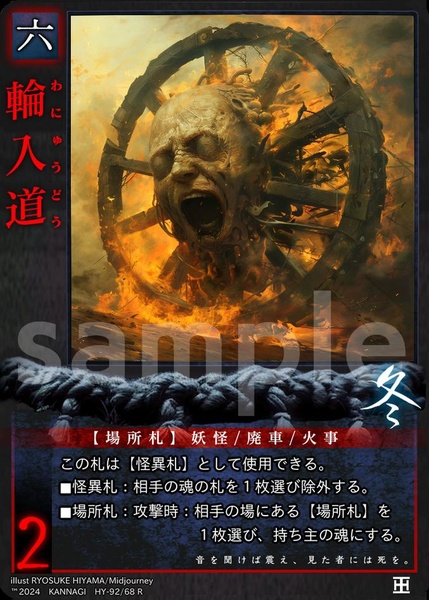 六
輪入道
わにゅうどう
sample
冬
【場所札】妖怪/廃車/火事
この札は【怪異札】として使用できる。
■怪異札：相手の魂の札を１枚選び除外する。
■場所札：攻撃時：相手の場にある【場所札】を
１枚選び、持ち主の魂にする。
2
音を聞けば震え、見た者には死を。
illust RYOSUKE HIYAMA/Midjourney
™2024 KANNAGI HY-92/68 R